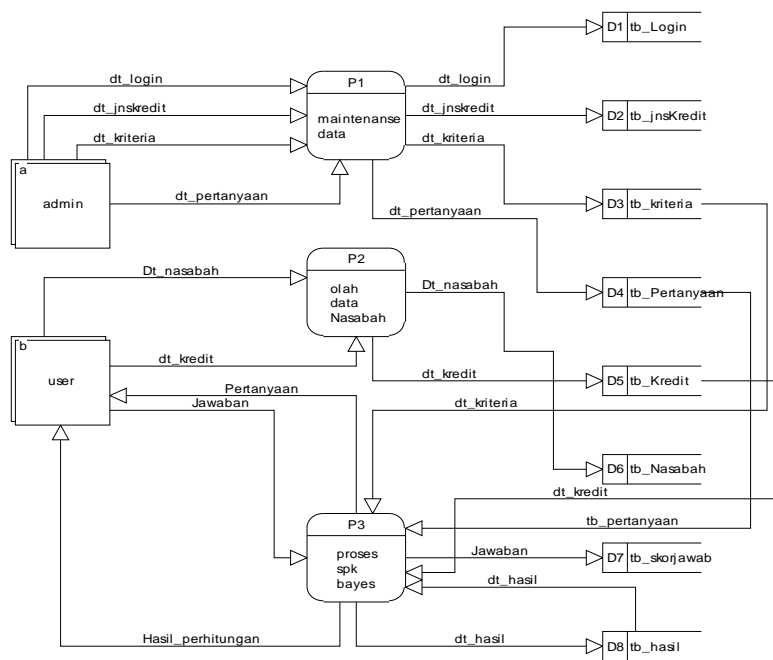 D1 tb_Login
dt_login
P1
dt_login
dt_jnskredit
maintenanse
data
dt_jnskredit
D2 tb_jnsKredit
dt_kriteria
dt_kriteria
a
admin
dt_pertanyaan
dt_pertanyaan
D3 tb_kriteria
P2
Dt_nasabah
olah
data
Nasabah
Dt_nasabah
D4 tb_Pertanyaan
b
user
dt_kredit
dt_kredit
D5 tb_Kredit
Pertanyaan
Jawaban
dt_kriteria
D6 tb_Nasabah
dt_kredit
P3
tb_pertanyaan
proses
spk
bayes
Jawaban
D7 tb_skorjawab
dt_hasil
Hasil_perhitungan
dt_hasil
D8 tb_hasil